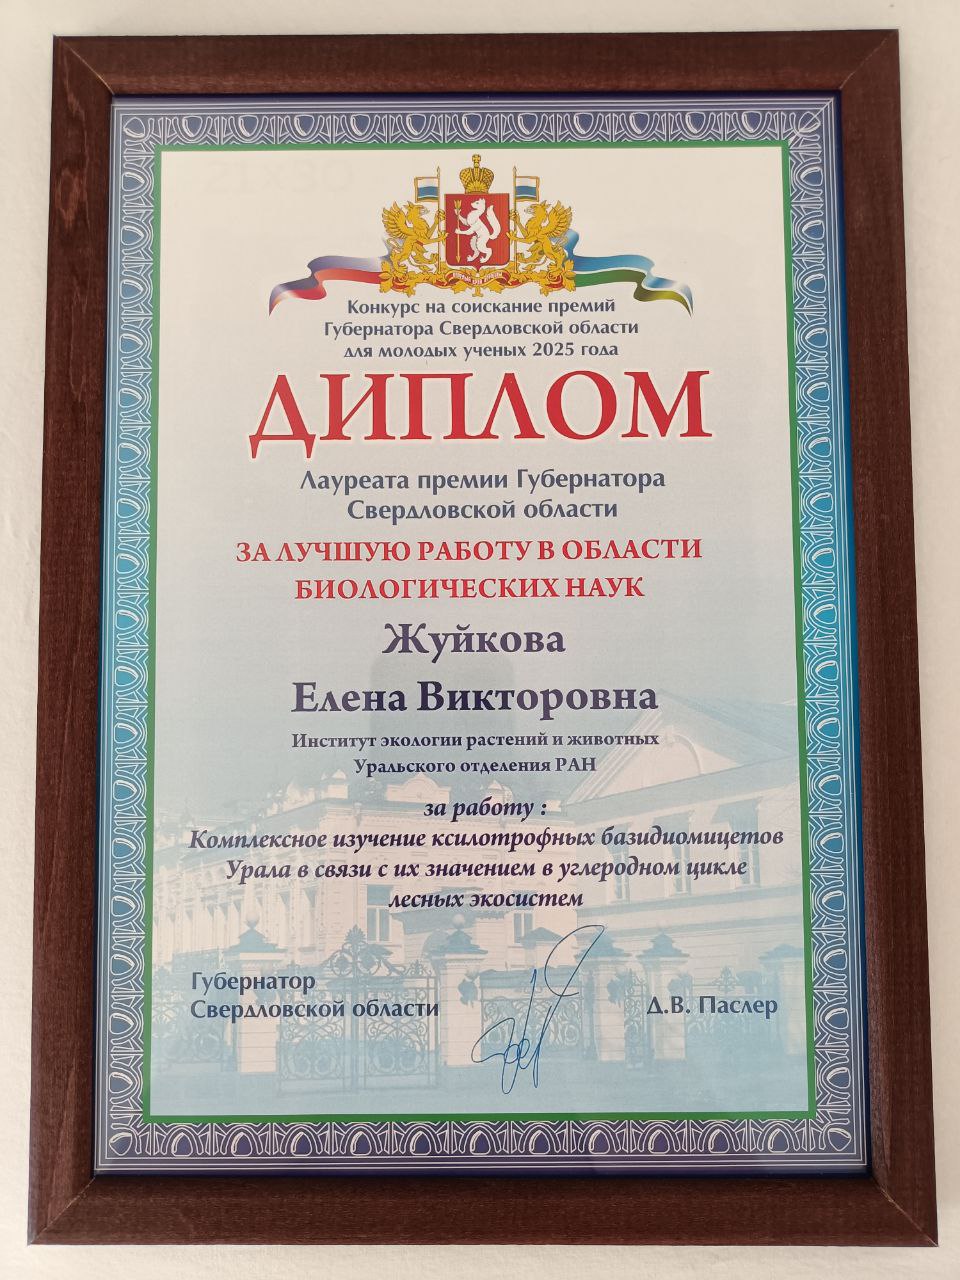 Конкурс на соискание премий
Губернатора Свердловской области
для молодых ученых 2025 года
ДИПЛОМ
Лауреата премии Губернатора
Свердловской области
ЗА ЛУЧШУЮ РАБОТУ В ОБЛАСТИ
БИОЛОГИЧЕСКИХ НАУК
Жуйкова
Елена Викторовна
Институт экологии растений и животных
Уральского отделения РАН
за работу :
Комплексное изучение ксилотрофных базидиомицетов
Урала в связи с их значением в углеродном цикле
лесных экосистем
Губернатор
Свердловской области
Д.В. Паслер